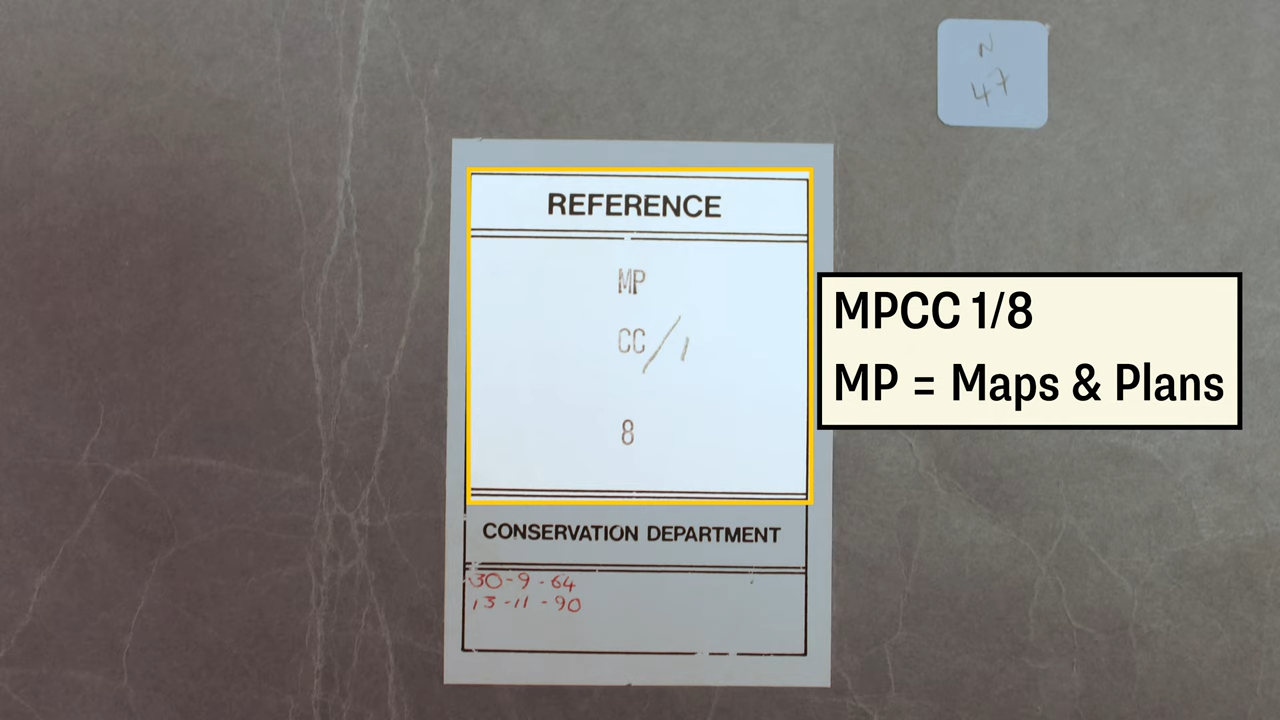 N
47
REFERENCE
MP
CC/1
8
MPCC 1/8
MP = Maps & Plans
CONSERVATION DEPARTMENT
30-9-64
13-11-90